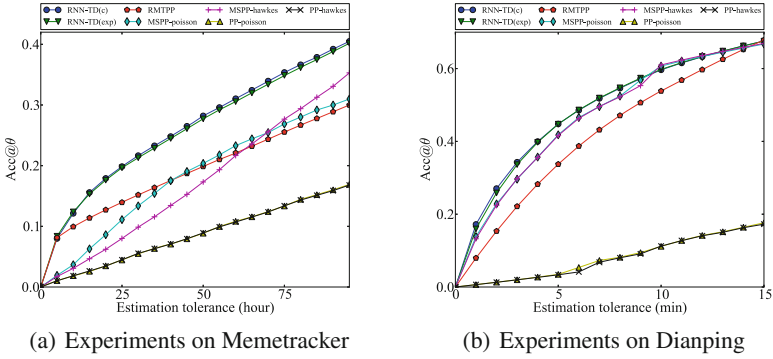 (a)
(b)
RNN-TD(c) RMTPP MSPP-hawkes PP-hawkes
RNN-TD(exp) MSPP-poisson PP-poisson
0.4
0.3
0.2
0.1
0.0
Acc@θ
0 25 50 75
Estimation tolerance (hour)
(a) Experiments on Memetracker
RNN-TD(c) RMTPP MSPP-hawkes PP-hawkes
RNN-TD(exp) MSPP-poisson PP-poisson
0.6
0.4
0.2
0.0
Acc@θ
0 5 10 15
Estimation tolerance (min)
(b) Experiments on Dianping